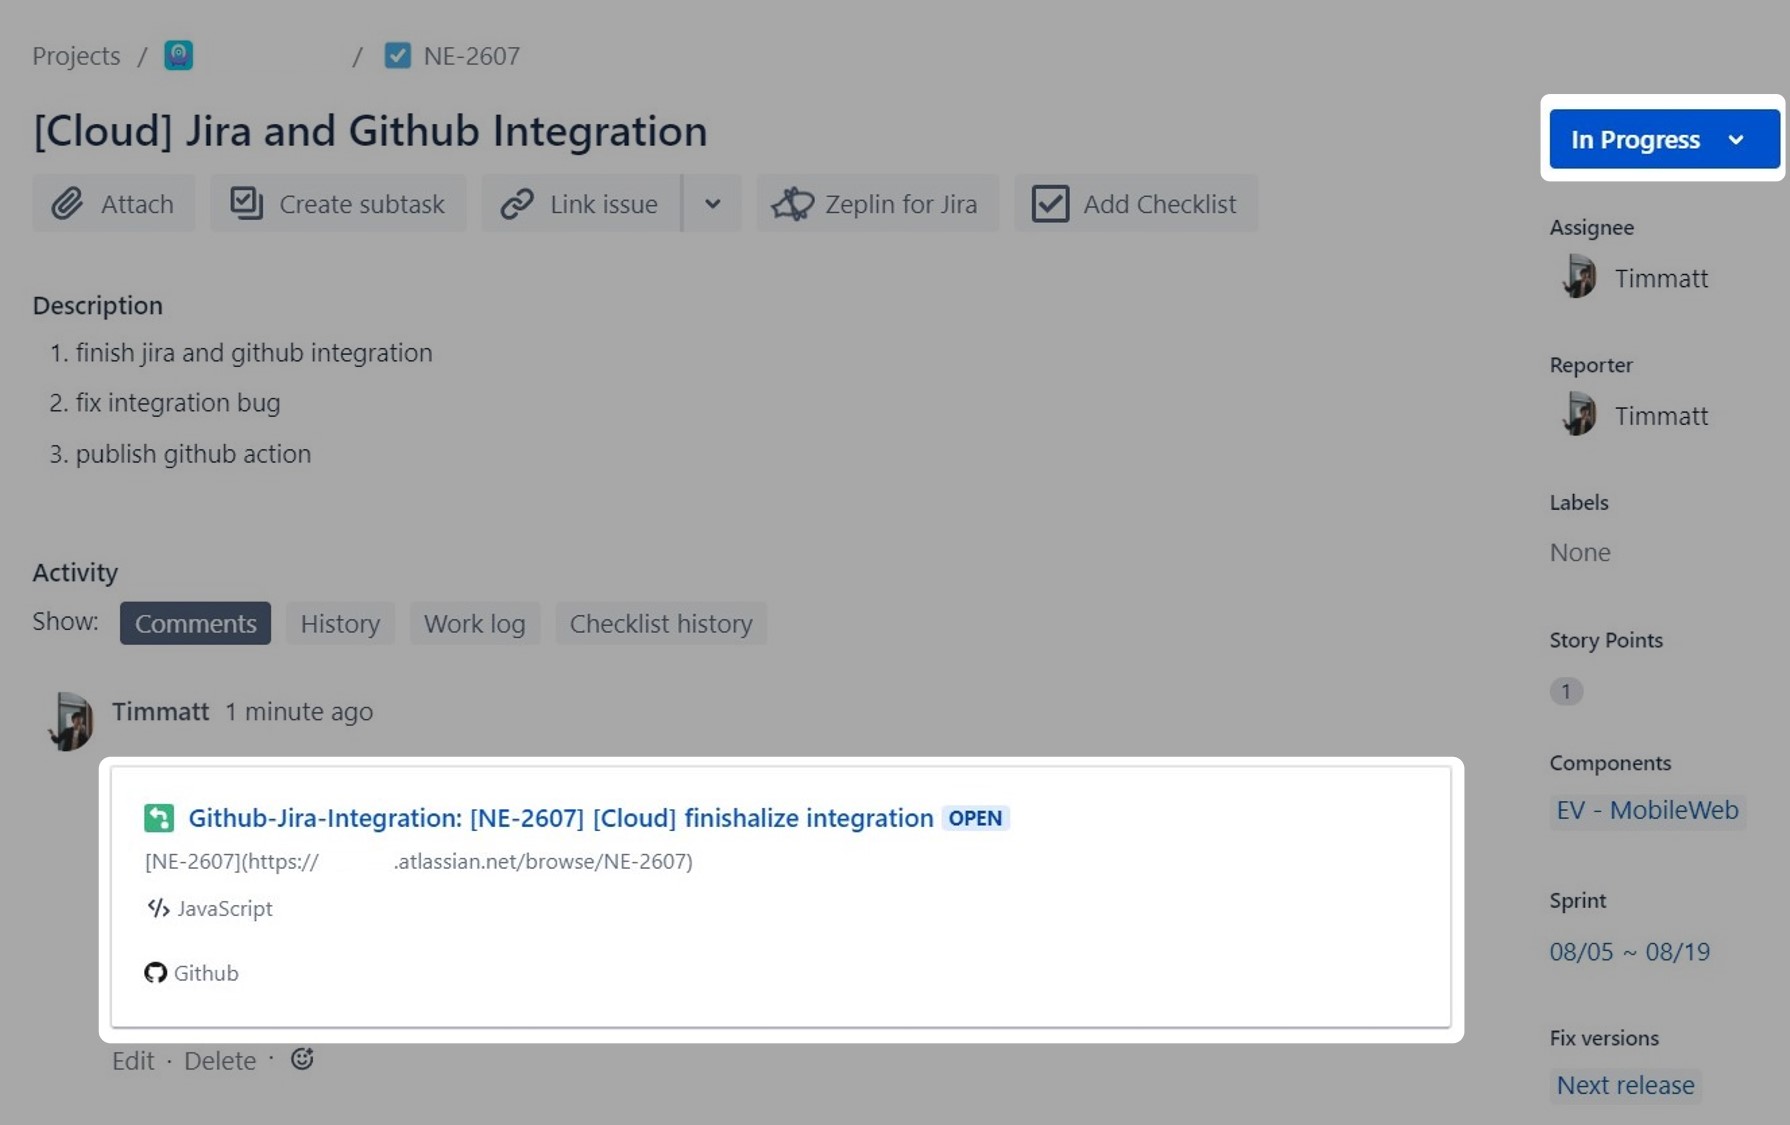 Projects / / NE-2607
[Cloud] Jira and Github Integration
In Progress
Attach Create subtask Link issue Zeplin for Jira Add Checklist
Assignee
Timmatt
Description
1. finish jira and github integration
2. fix integration bug
3. publish github action
Reporter
Timmatt
Labels
None
Activity
Show: Comments History Work log Checklist history
Story Points
1
Timmatt 1 minute ago
Github-Jira-Integration: [NE-2607] [Cloud] finishalize integration OPEN
[NE-2607](https:// .atlassian.net/browse/NE-2607)
</> JavaScript
Github
Edit · Delete ·
Components
EV - MobileWeb
Sprint
08/05 ~ 08/19
Fix versions
Next release